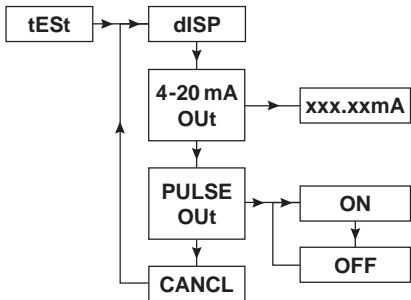 tESt
dISP
4-20 mA
OUt
xxx.xxmA
PULSE
OUt
ON
OFF
CANCL